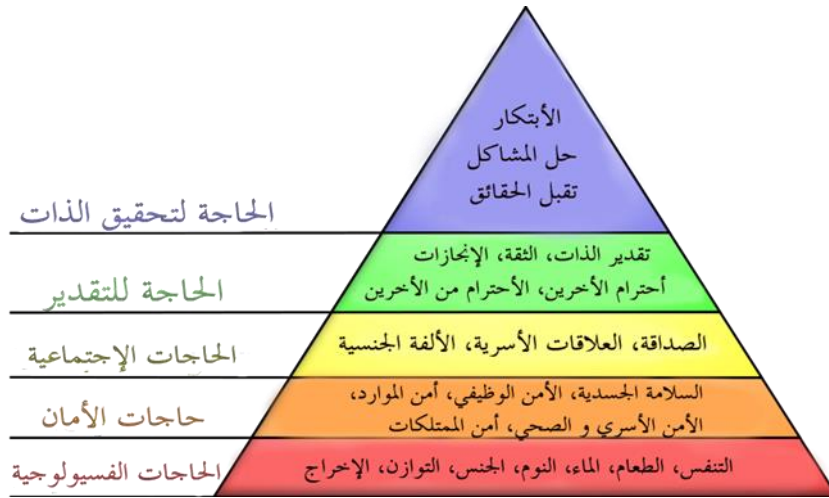 الأبتكار
حل المشاكل
تقبل الحقائق
الحاجة لتحقيق الذات
تقدير الذات، الثقة، الإنجازات
أحترام الأخرين، الأحترام من الأخرين
الحاجة للتقدير
الصداقة، العلاقات الأسرية، الألفة الجنسية
الحاجات الإجتماعية
السلامة الجسدية، الأمن الوظيفي، أمن الموارد،
الأمن الأسري و الصحي، أمن الممتلكات
حاجات الأمان
التنفس، الطعام، الماء، النوم، الجنس، التوازن، الإخراج
الحاجات الفسيولوجية